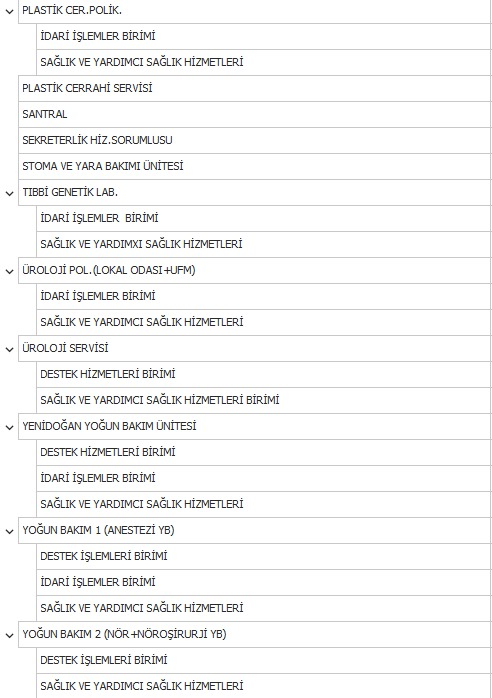 PLASTİK CER.POLİK.
İDARİ İŞLEMLER BİRİMİ
SAĞLIK VE YARDIMCI SAĞLIK HİZMETLERİ
PLASTİK CERRAHİ SERVİSİ
SANTRAL
SEKRETERLİK HİZ.SORUMLUSU
STOMA VE YARA BAKIMI ÜNİTESİ
TIBBİ GENETİK LAB.
İDARİ İŞLEMLER  BİRİMİ
SAĞLIK VE YARDIMXI SAĞLIK HİZMETLERİ
ÜROLOJİ POL.(LOKAL ODASI+UFM)
İDARİ İŞLEMLER BİRİMİ
SAĞLIK VE YARDIMCI SAĞLIK HİZMETLERİ
ÜROLOJİ SERVİSİ
DESTEK HİZMETLERİ BİRİMİ
SAĞLIK VE YARDIMCI SAĞLIK HİZMETLERİ BİRİMİ
YENİDOĞAN YOĞUN BAKIM ÜNİTESİ
DESTEK HİZMETLERİ BİRİMİ
İDARİ İŞLEMLER BİRİMİ
SAĞLIK VE YARDIMCI SAĞLIK HİZMETLERİ
YOĞUN BAKIM 1 (ANESTEZİ YB)
DESTEK İŞLEMLERİ BİRİMİ
İDARİ İŞLEMLER BİRİMİ
SAĞLIK VE YARDIMCI SAĞLIK HİZMETLERİ
YOĞUN BAKIM 2 (NÖR+NÖROŞİRURJİ YB)
DESTEK İŞLEMLERİ BİRİMİ
SAĞLIK VE YARDIMCI SAĞLIK HİZMETLERİ